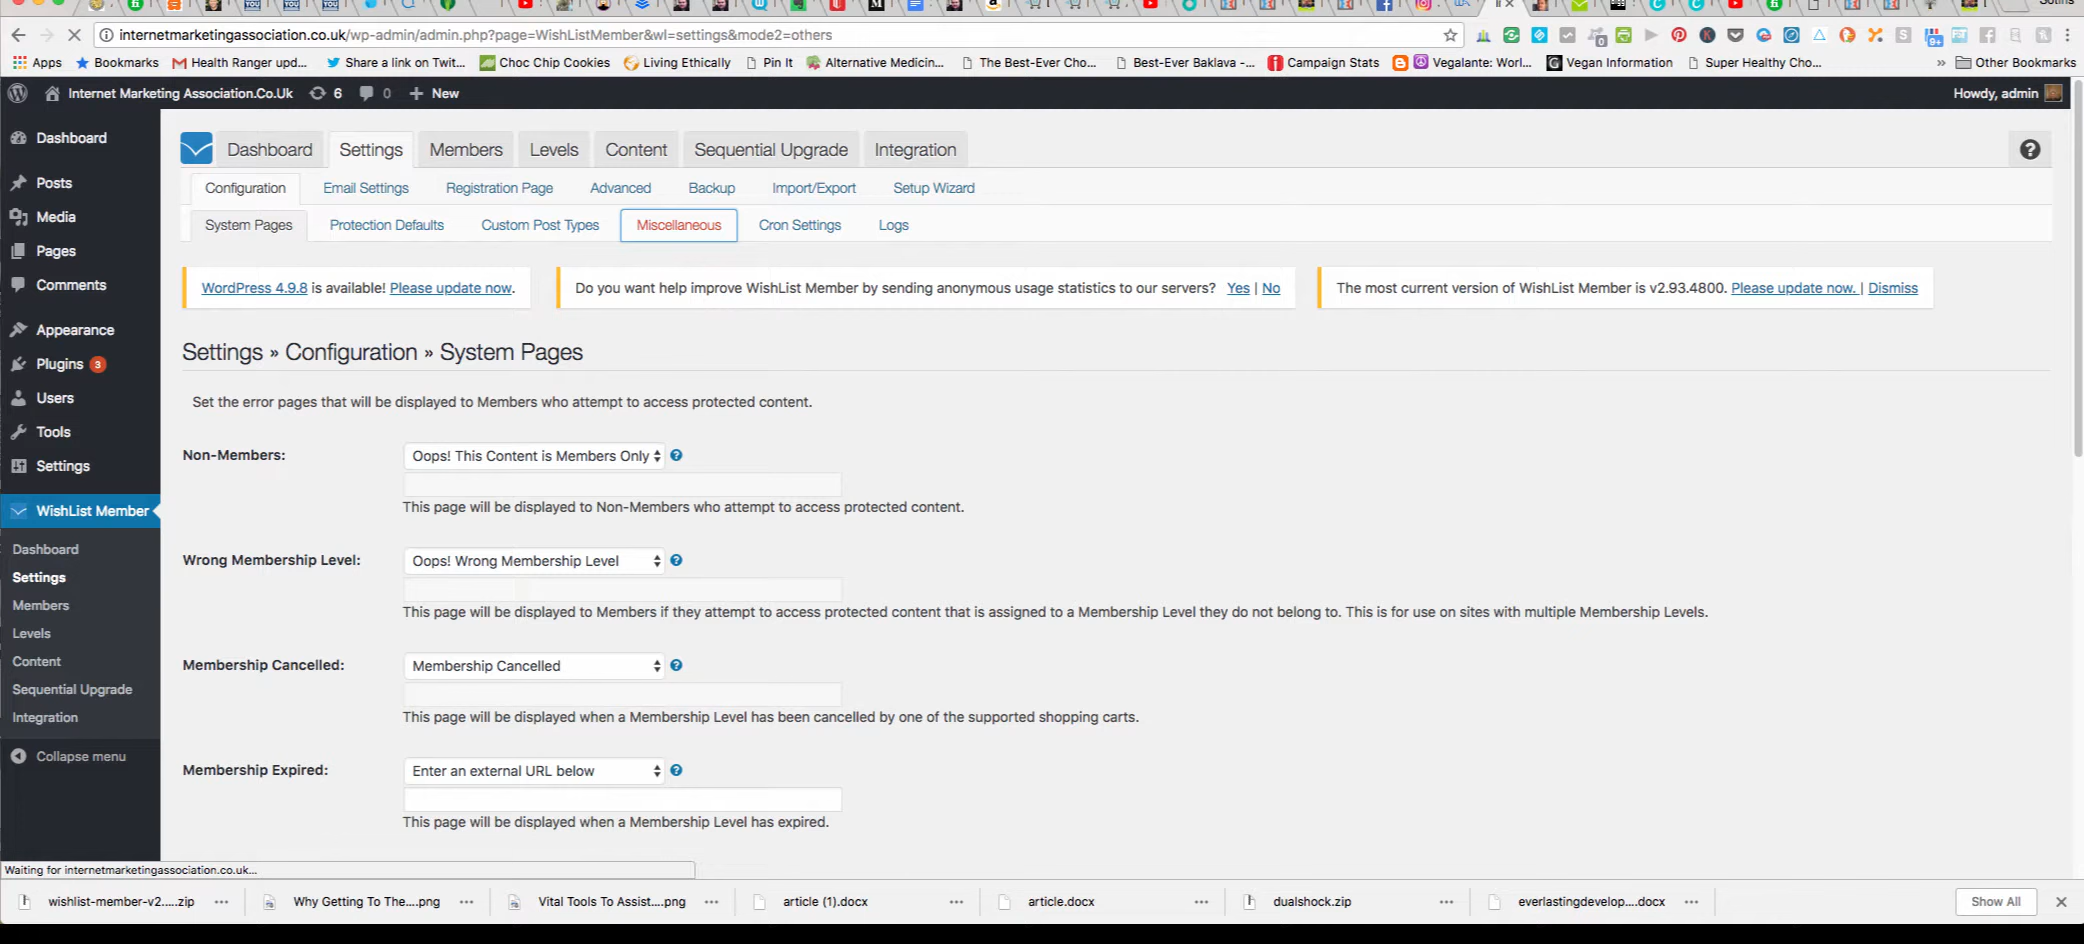 internetmarketingassociation.co.uk/wp-admin/admin.php?page=WishListMember&wl=settings&mode2=others
Apps Bookmarks Health Ranger upd... Share a link on Twit... Choc Chip Cookies Living Ethically Pin It Alternative Medicin... The Best-Ever Cho... Best-Ever Baklava -... Campaign Stats Vegalante: Worl... Vegan Information Super Healthy Cho... » Other Bookmarks
Internet Marketing Association.Co.Uk 6 0 + New Howdy, admin
Dashboard
Posts
Media
Pages
Comments
Appearance
Plugins 3
Users
Tools
Settings
WishList Member
Dashboard
Settings
Members
Levels
Content
Sequential Upgrade
Integration
Collapse menu
Dashboard Settings Members Levels Content Sequential Upgrade Integration ?
Configuration Email Settings Registration Page Advanced Backup Import/Export Setup Wizard
System Pages Protection Defaults Custom Post Types Miscellaneous Cron Settings Logs
WordPress 4.9.8 is available! Please update now.
Do you want help improve WishList Member by sending anonymous usage statistics to our servers? Yes | No
The most current version of WishList Member is v2.93.4800. Please update now. | Dismiss
Settings » Configuration » System Pages
Set the error pages that will be displayed to Members who attempt to access protected content.
Non-Members: Oops! This Content is Members Only ?
This page will be displayed to Non-Members who attempt to access protected content.
Wrong Membership Level: Oops! Wrong Membership Level ?
This page will be displayed to Members if they attempt to access protected content that is assigned to a Membership Level they do not belong to. This is for use on sites with multiple Membership Levels.
Membership Cancelled: Membership Cancelled ?
This page will be displayed when a Membership Level has been cancelled by one of the supported shopping carts.
Membership Expired: Enter an external URL below ?
This page will be displayed when a Membership Level has expired.
Waiting for internetmarketingassociation.co.uk...
wishlist-member-v2.....zip Why Getting To The....png Vital Tools To Assist....png article (1).docx article.docx dualshock.zip everlastingdevelop....docx Show All